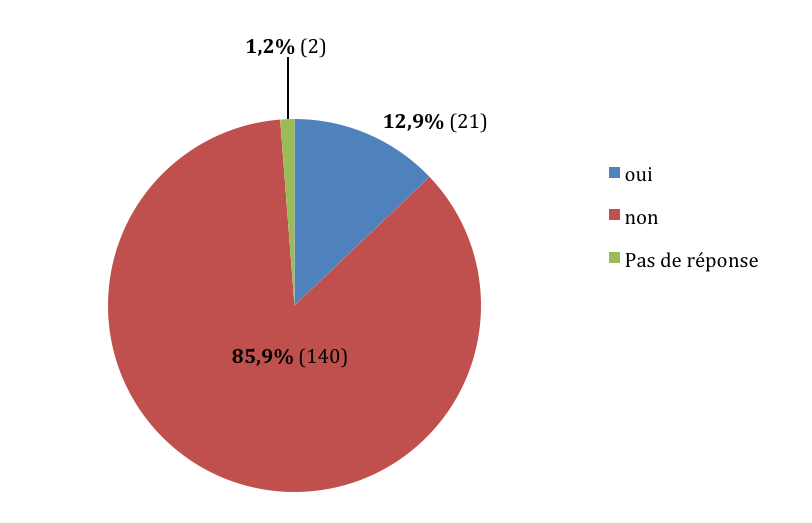 1,2% (2)
12,9% (21)
85,9% (140)
oui
non
Pas de réponse